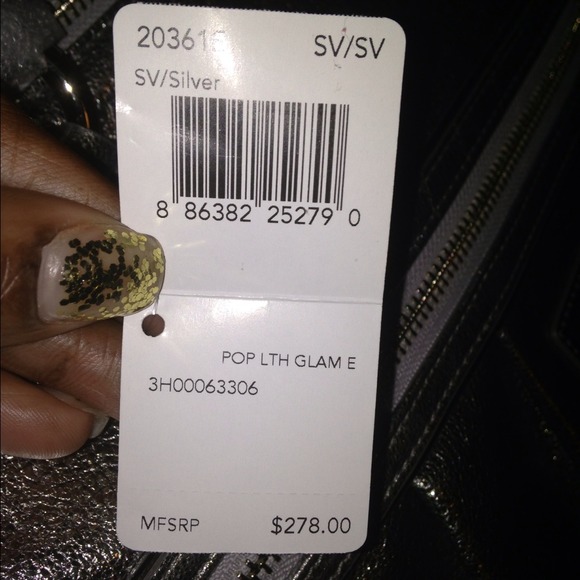 SV/SV
SV/Silver
8 86382 25279 0
POP LTH GLAM E
3H00063306
MFSRP $278.00